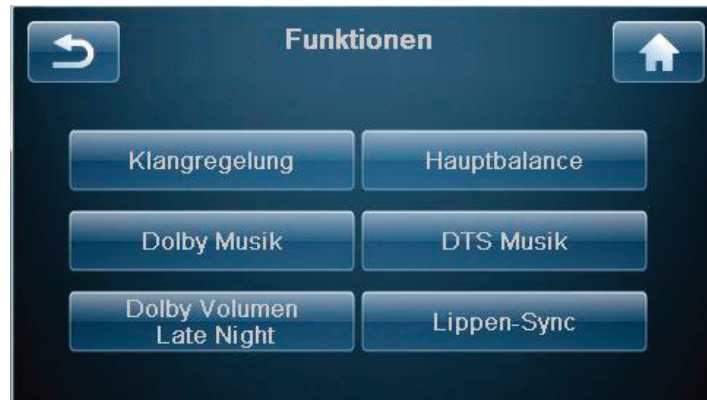 Funktionen
Klangregelung
Hauptbalance
Dolby Musik
DTS Musik
Dolby Volumen
Late Night
Lippen-Sync